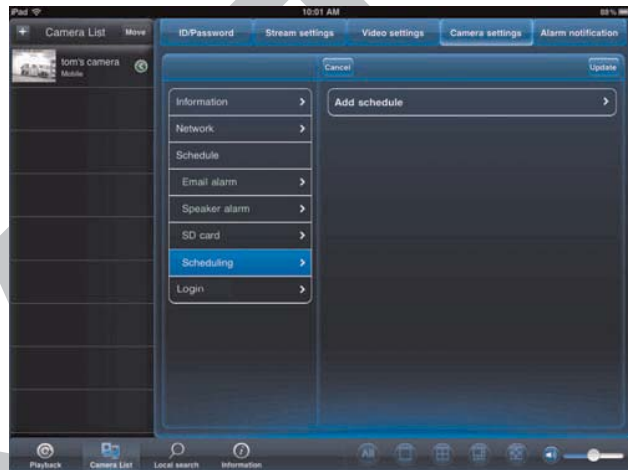 iPad 10:01 AM 88%
+ Camera List Move
ID/Password Stream settings Video settings Camera settings Alarm notification
tom's camera
Mobile
Cancel Update
Information
Add schedule
Network
Schedule
Email alarm
Speaker alarm
SD card
Scheduling
Login
All
Playback Camera List Local search Information